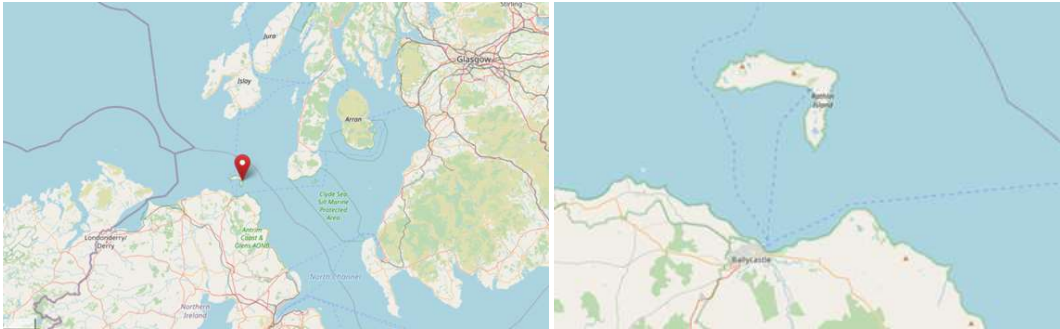 Stirling
Jura
Glasgow
Islay
Arran
Clyde Sea
Sill Marine
Protected
Area
Londonderry/
Derry
Antrim
Coast &
Glens AONB
North Channel
Northern
Ireland
Rathlin
Island
Ballycastle